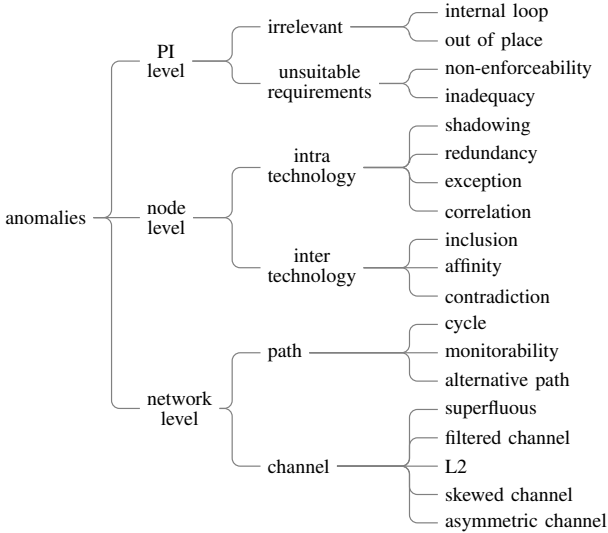 anomalies
PI
level
irrelevant
internal loop
out of place
unsuitable
requirements
non-enforceability
inadequacy
node
level
intra
technology
shadowing
redundancy
exception
correlation
inter
technology
inclusion
affinity
contradiction
network
level
path
cycle
monitorability
alternative path
channel
superfluous
filtered channel
L2
skewed channel
asymmetric channel